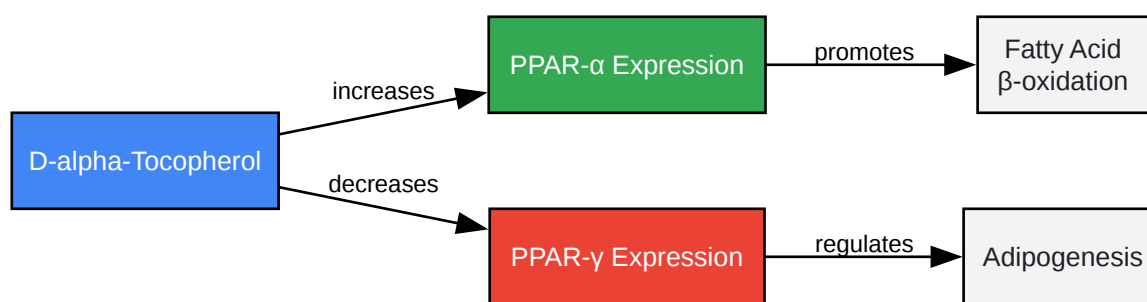 D-alpha-Tocopherol
increases
decreases
PPAR-α Expression
promotes
Fatty Acid
β-oxidation
PPAR-γ Expression
regulates
Adipogenesis